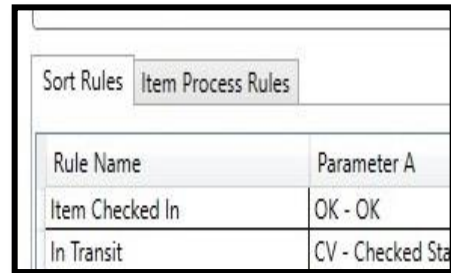 Sort Rules Item Process Rules
Rule Name Parameter A
Item Checked In OK - OK
In Transit CV - Checked Sta